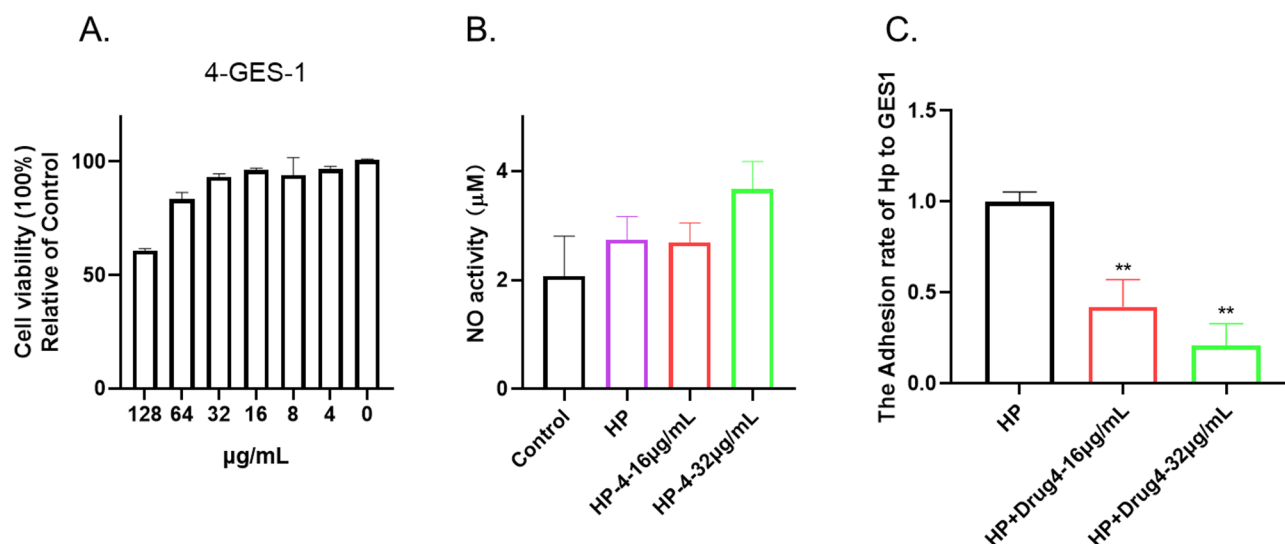 A.
4-GES-1
Cell viability (100%)
Relative of Control
100
50
0
128 64 32 16 8 4 0
µg/mL
B.
NO activity (µM)
4
2
0
Control
HP
HP-4-16µg/mL
HP-4-32µg/mL
C.
The Adhesion rate of Hp to GES1
1.5
1.0
0.5
0.0
**
**
HP
HP+Drug4-16µg/mL
HP+Drug4-32µg/mL